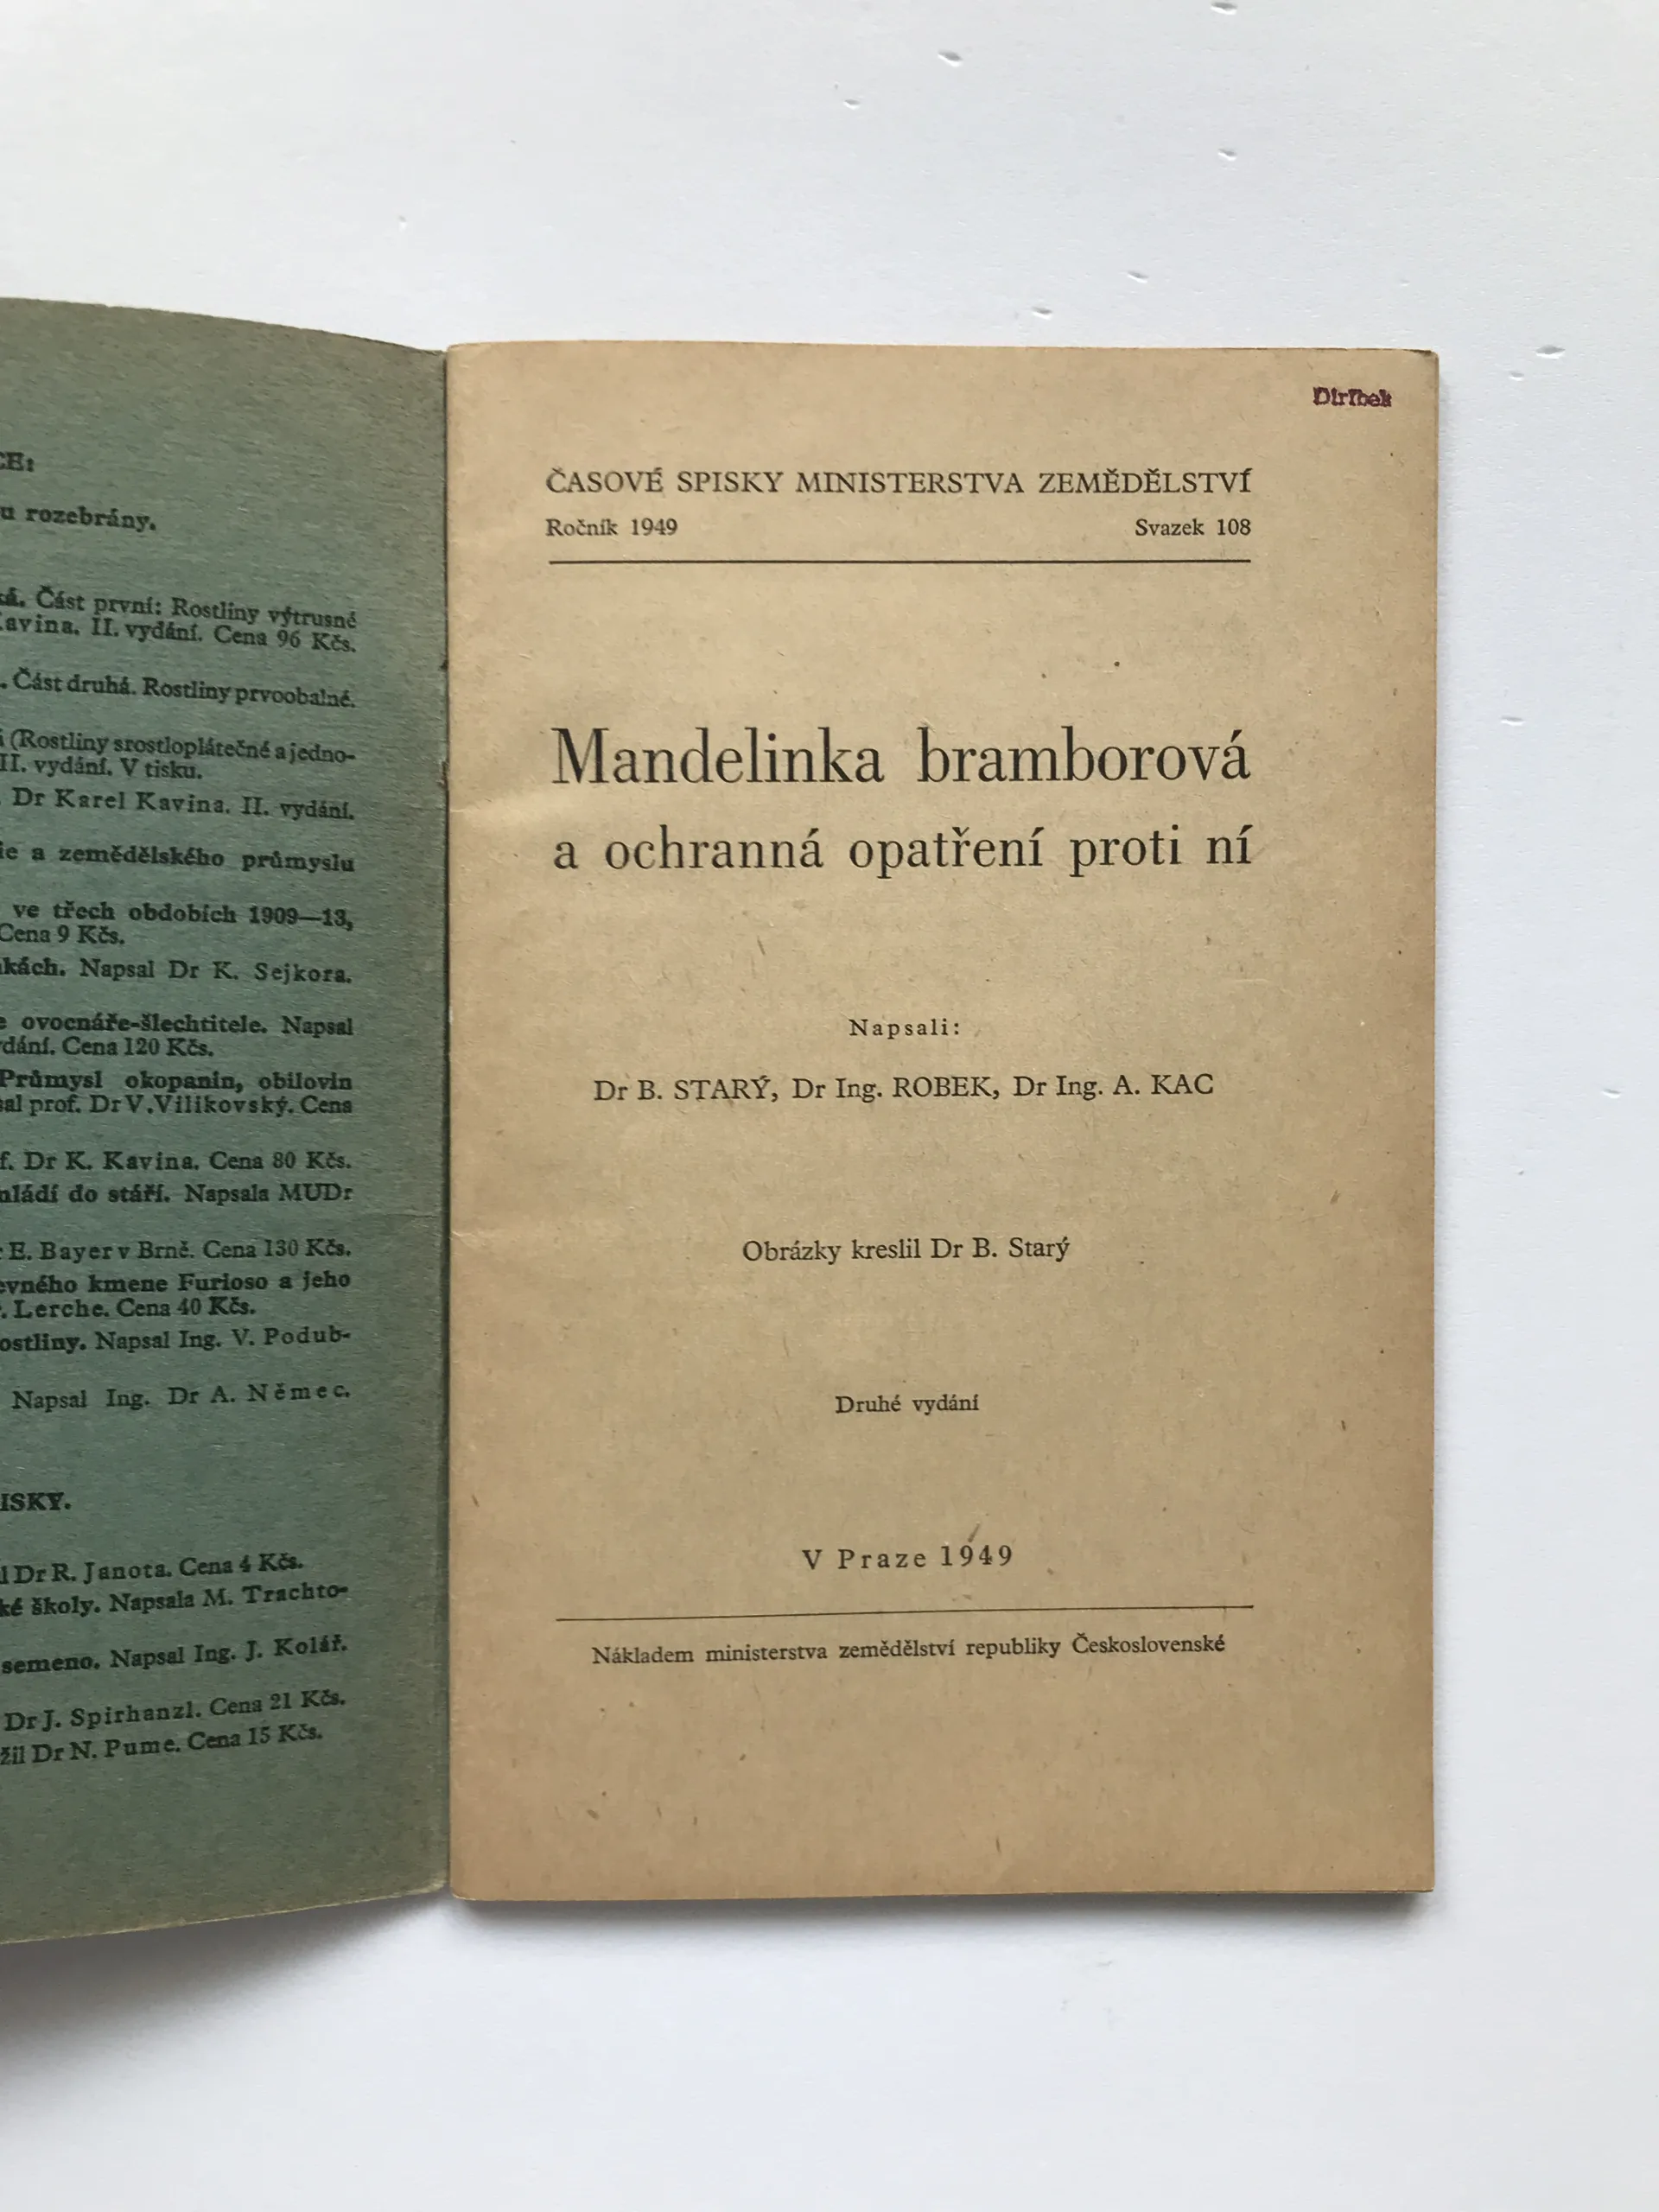 CE:
u rozebrány.
ká. Část první: Rostliny výtrusné
Kavina. II. vydání. Cena 96 Kčs.
. Část druhá. Rostliny prvoobalné.
i (Rostliny srostloplátečné a jedno-
II. vydání. V tisku.
. Dr Karel Kavina. II. vydání.
ie a zemědělského průmyslu
ve třech obdobích 1909—13,
Cena 9 Kčs.
kách. Napsal Dr K. Sejkora.
e ovocnáře-šlechtitele. Napsal
dání. Cena 120 Kčs.
Průmysl okopanin, obilovin
sal prof. Dr V. Vilikovský. Cena
f. Dr K. Kavina. Cena 80 Kčs.
mládí do stáří. Napsala MUDr
r E. Bayer v Brně. Cena 130 Kčs.
evného kmene Furioso a jeho
. Lerche. Cena 40 Kčs.
ostliny. Napsal Ing. V. Podub-
Napsal Ing. Dr A. Němec.
ISKY.
l Dr R. Janota. Cena 4 Kčs.
ké školy. Napsala M. Trachto-
semeno. Napsal Ing. J. Kolář.
Dr J. Spirhanzl. Cena 21 Kčs.
žil Dr N. Pume. Cena 15 Kčs.
ČASOVÉ SPISKY MINISTERSTVA ZEMĚDĚLSTVÍ
Ročník 1949 Svazek 108
Mandelinka bramborová
a ochranná opatření proti ní
Napsali:
Dr B. STARÝ, Dr Ing. ROBEK, Dr Ing. A. KAC
Obrázky kreslil Dr B. Starý
Druhé vydání
V Praze 1949
Nákladem ministerstva zemědělství republiky Československé